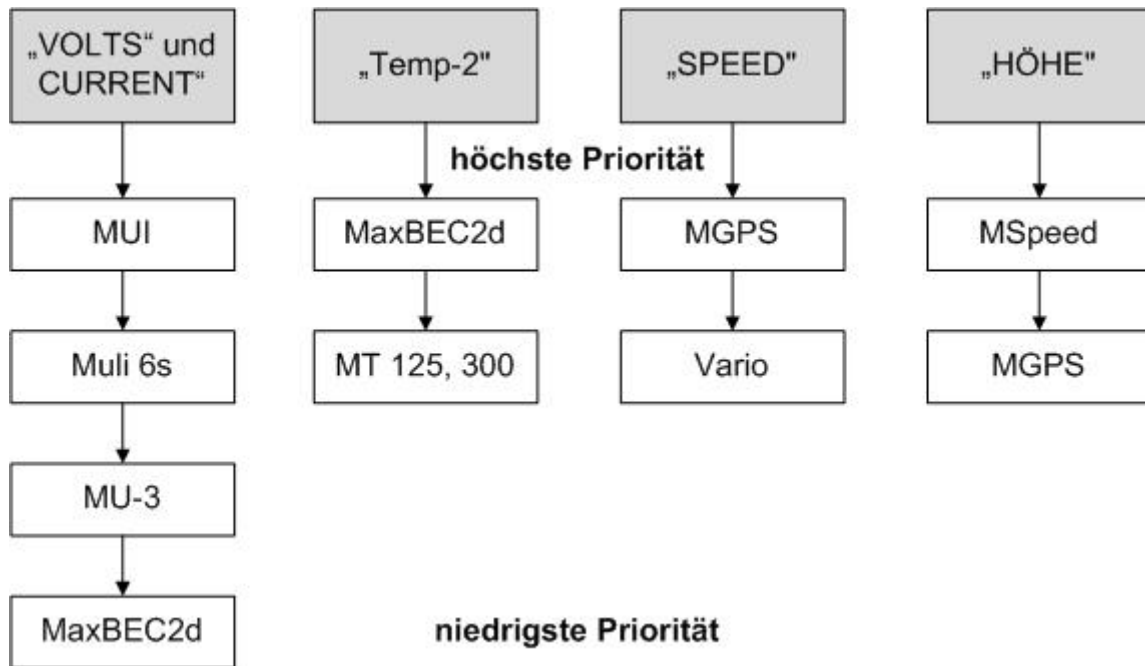 „VOLTS“ und
CURRENT“
„Temp-2"
„SPEED"
„HÖHE"
höchste Priorität
MUI
MaxBEC2d
MGPS
MSpeed
Muli 6s
MT 125, 300
Vario
MGPS
MU-3
MaxBEC2d
niedrigste Priorität